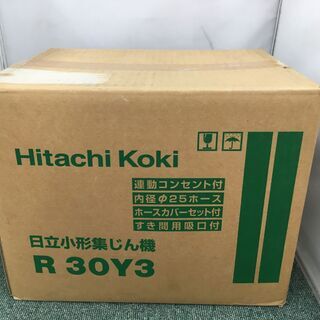 Hitachi Koki
連動コンセント付
内径φ25ホース
ホースカバーセット付
すき間用吸口付
日立小形集じん機
R 30Y3